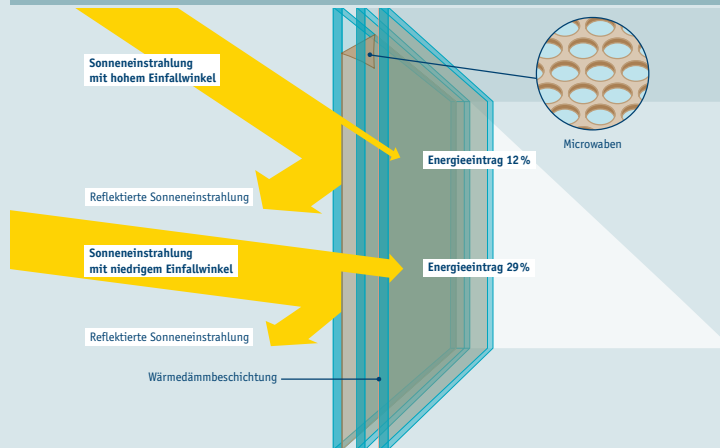 Sonneneinstrahlung
mit hohem Einfallwinkel
Microwaben
Energieeintrag 12 %
Reflektierte Sonneneinstrahlung
Sonneneinstrahlung
mit niedrigem Einfallwinkel
Energieeintrag 29 %
Reflektierte Sonneneinstrahlung
Wärmedämmbeschichtung